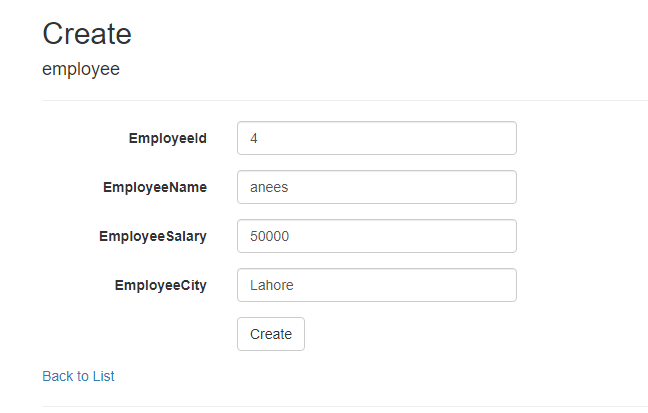 Create
employee
EmployeeId 4
EmployeeName anees
EmployeeSalary 50000
EmployeeCity Lahore
Create
Back to List